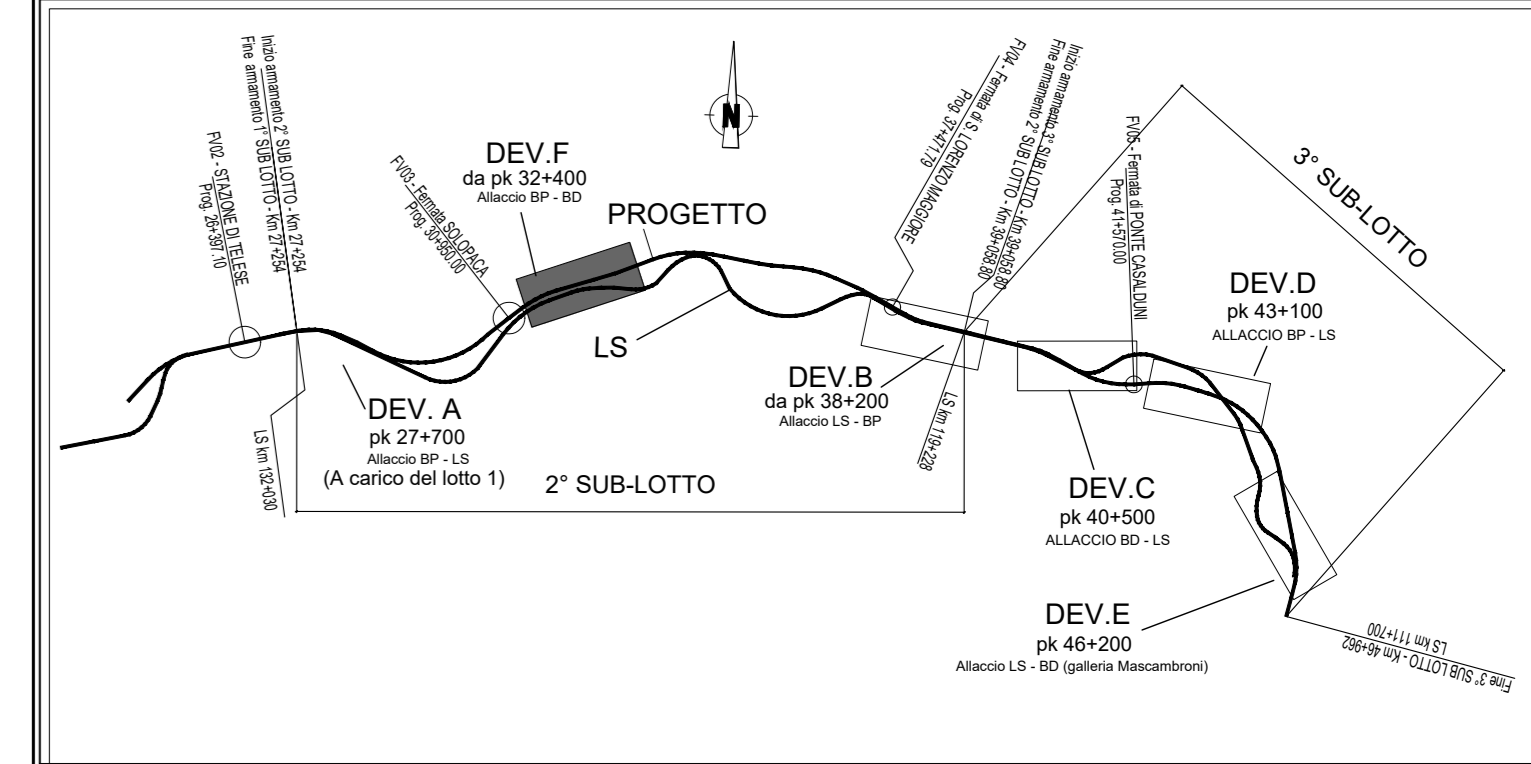 Inizio armamento 2° SUB LOTTO - Km 27+254
Fine armamento 1° SUB LOTTO - Km 27+254
FV02 - STAZIONE DI TELESE
Prog. 26+397.10
FV03 - Fermata SOLOPACA
Prog. 30+950.00
DEV.F
da pk 32+400
Allaccio BP - BD
PROGETTO
N
FV04 - Fermata di S. LORENZO MAGGIORE
Prog. 37+471.79
Inizio armamento 3° SUB LOTTO - Km 39+058.80
Fine armamento 2° SUB LOTTO - Km 39+058.80
FV05 - Fermata di PONTE CASALDUNI
Prog. 41+570.00
3° SUB-LOTTO
DEV.D
pk 43+100
ALLACCIO BP - LS
LS
DEV. A
pk 27+700
Allaccio BP - LS
(A carico del lotto 1)
LS km 132+030
2° SUB-LOTTO
DEV.B
da pk 38+200
Allaccio LS - BP
LS km 119+228
DEV.C
pk 40+500
ALLACCIO BD - LS
DEV.E
pk 46+200
Allaccio LS - BD (galleria Mascambroni)
LS km 111+700
Fine 3° SUB LOTTO - Km 46+962